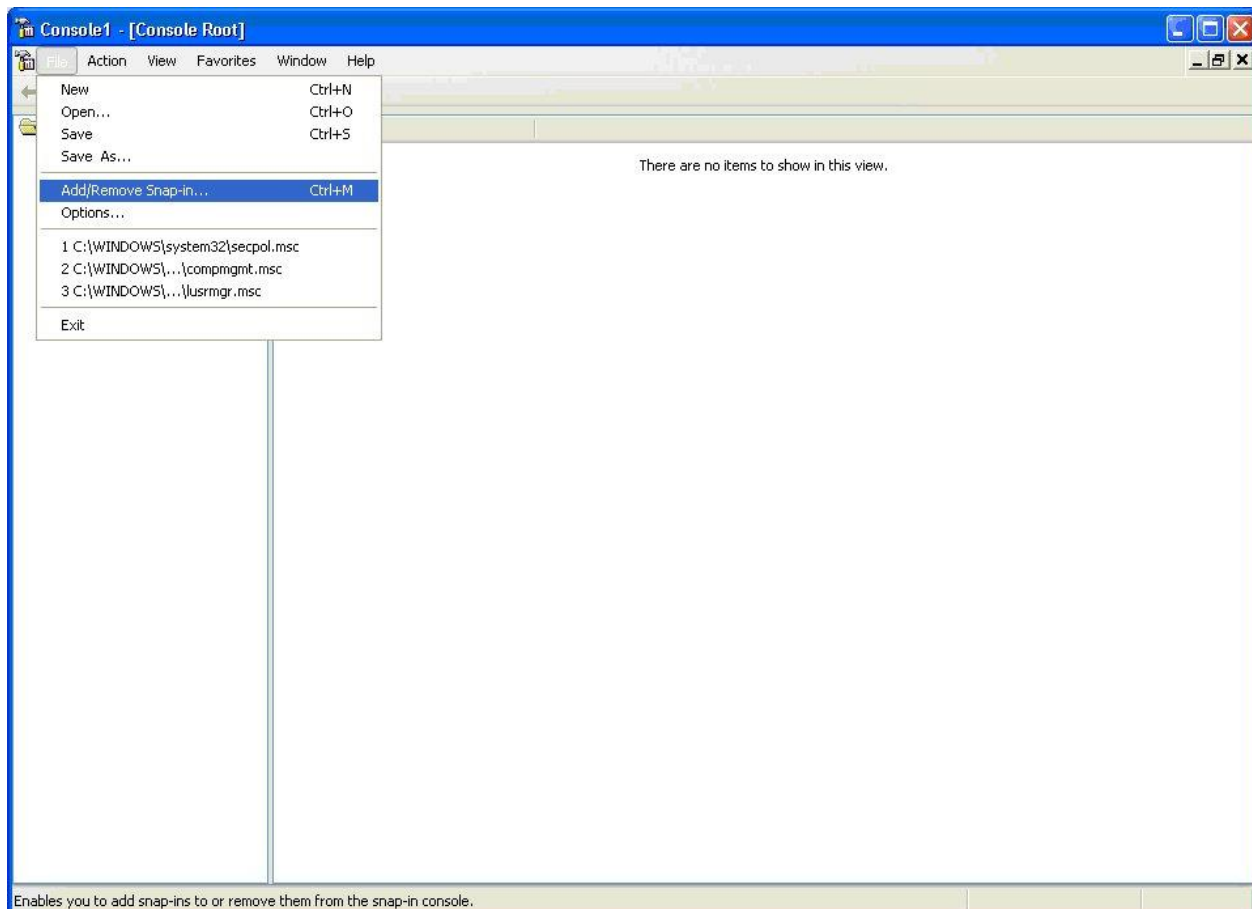 Console1 - [Console Root]
File Action View Favorites Window Help
New Ctrl+N
Open... Ctrl+O
Save Ctrl+S
Save As...
There are no items to show in this view.
Add/Remove Snap-in... Ctrl+M
Options...
1 C:\WINDOWS\system32\secpol.msc
2 C:\WINDOWS\...\compmgmt.msc
3 C:\WINDOWS\...\lusrmgr.msc
Exit
Enables you to add snap-ins to or remove them from the snap-in console.